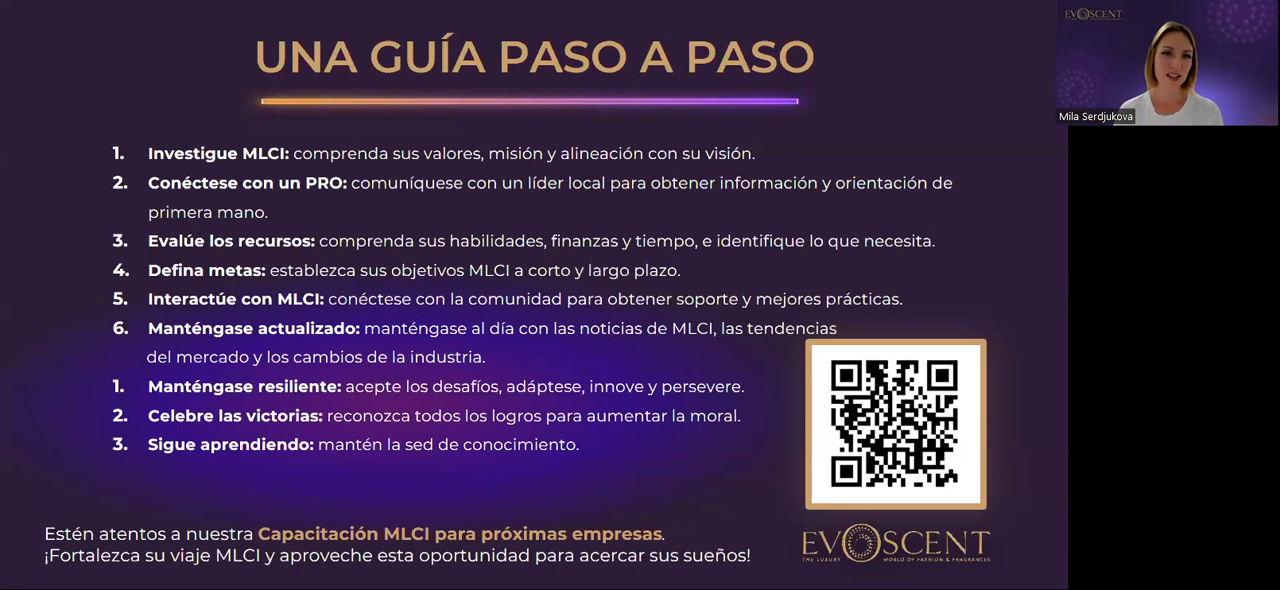 UNA GUÍA PASO A PASO
EVOSCENT
Mila Serdjukova
1. Investigue MLCI: comprenda sus valores, misión y alineación con su visión.
2. Conéctese con un PRO: comuníquese con un líder local para obtener información y orientación de
primera mano.
3. Evalúe los recursos: comprenda sus habilidades, finanzas y tiempo, e identifique lo que necesita.
4. Defina metas: establezca sus objetivos MLCI a corto y largo plazo.
5. Interactúe con MLCI: conéctese con la comunidad para obtener soporte y mejores prácticas.
6. Manténgase actualizado: manténgase al día con las noticias de MLCI, las tendencias
del mercado y los cambios de la industria.
1. Manténgase resiliente: acepte los desafíos, adáptese, innove y persevere.
2. Celebre las victorias: reconozca todos los logros para aumentar la moral.
3. Sigue aprendiendo: mantén la sed de conocimiento.
Estén atentos a nuestra Capacitación MLCI para próximas empresas.
¡Fortalezca su viaje MLCI y aproveche esta oportunidad para acercar sus sueños!
EVOSCENT
THE LUXURY WORLD OF FASHION & FRAGRANCES